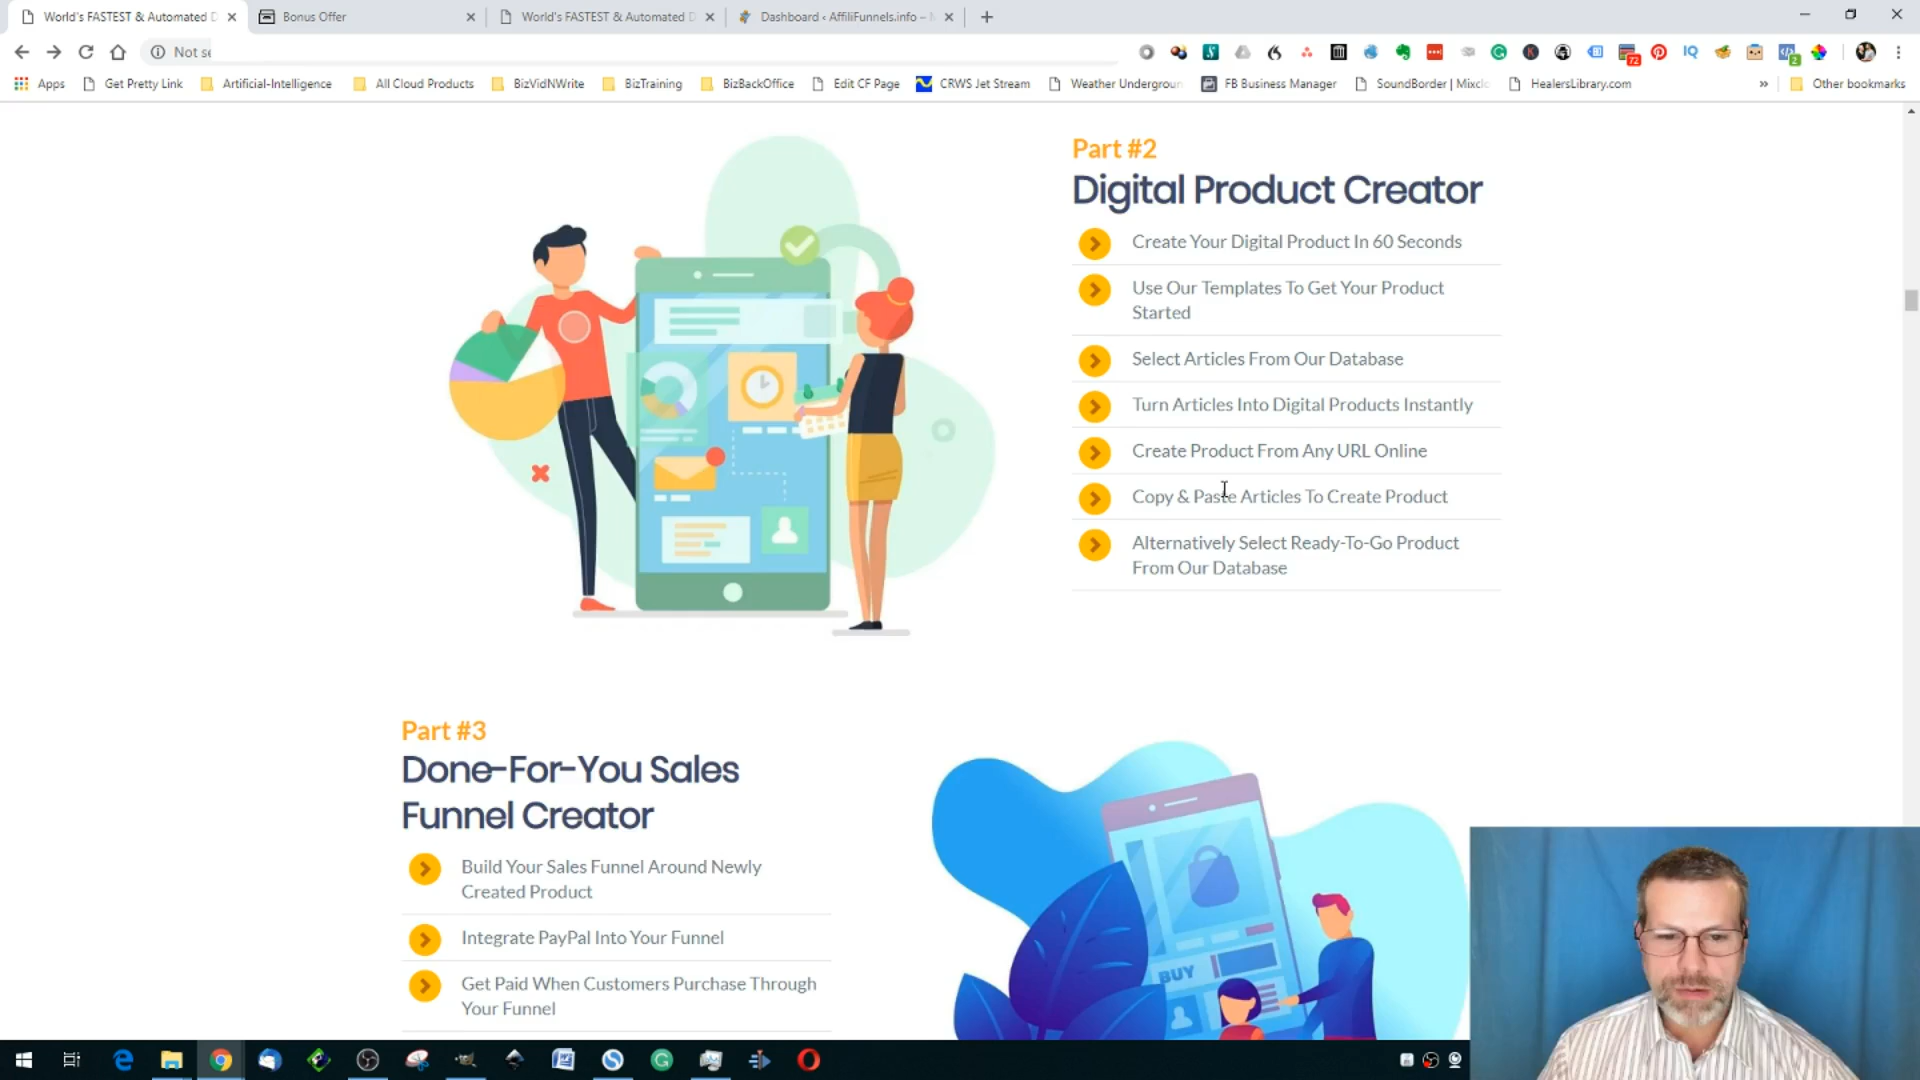 World's FASTEST & Automated D
Bonus Offer
World's FASTEST & Automated D
Dashboard ‹ AffiliFunnels.info –
Not se
72
IQ
2
Apps
Get Pretty Link
Artificial-Intelligence
All Cloud Products
BizVidNWrite
BizTraining
BizBackOffice
Edit CF Page
CRWS Jet Stream
Weather Undergroun
FB Business Manager
SoundBorder | Mixclo
HealersLibrary.com
»
Other bookmarks
Part #2
Digital Product Creator
Create Your Digital Product In 60 Seconds
Use Our Templates To Get Your Product
Started
Select Articles From Our Database
Turn Articles Into Digital Products Instantly
Create Product From Any URL Online
Copy & Paste Articles To Create Product
Alternatively Select Ready-To-Go Product
From Our Database
Part #3
Done-For-You Sales
Funnel Creator
Build Your Sales Funnel Around Newly
Created Product
Integrate PayPal Into Your Funnel
Get Paid When Customers Purchase Through
Your Funnel
BUY